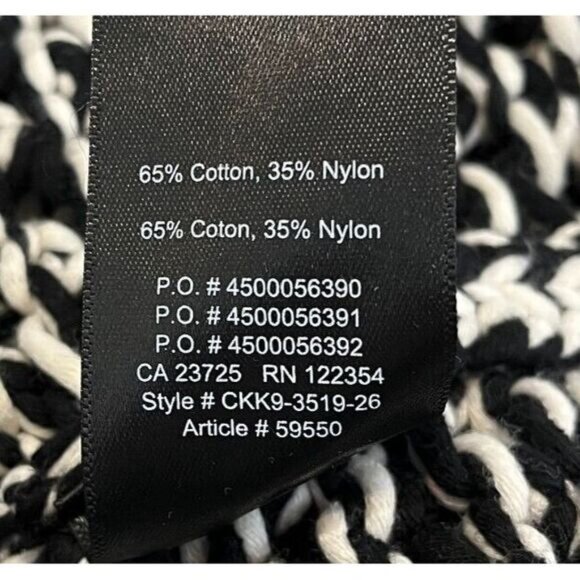 65% Cotton, 35% Nylon
65% Coton, 35% Nylon
P.O. # 4500056390
P.O. # 4500056391
P.O. # 4500056392
CA 23725 RN 122354
Style # CKK9-3519-26
Article # 59550